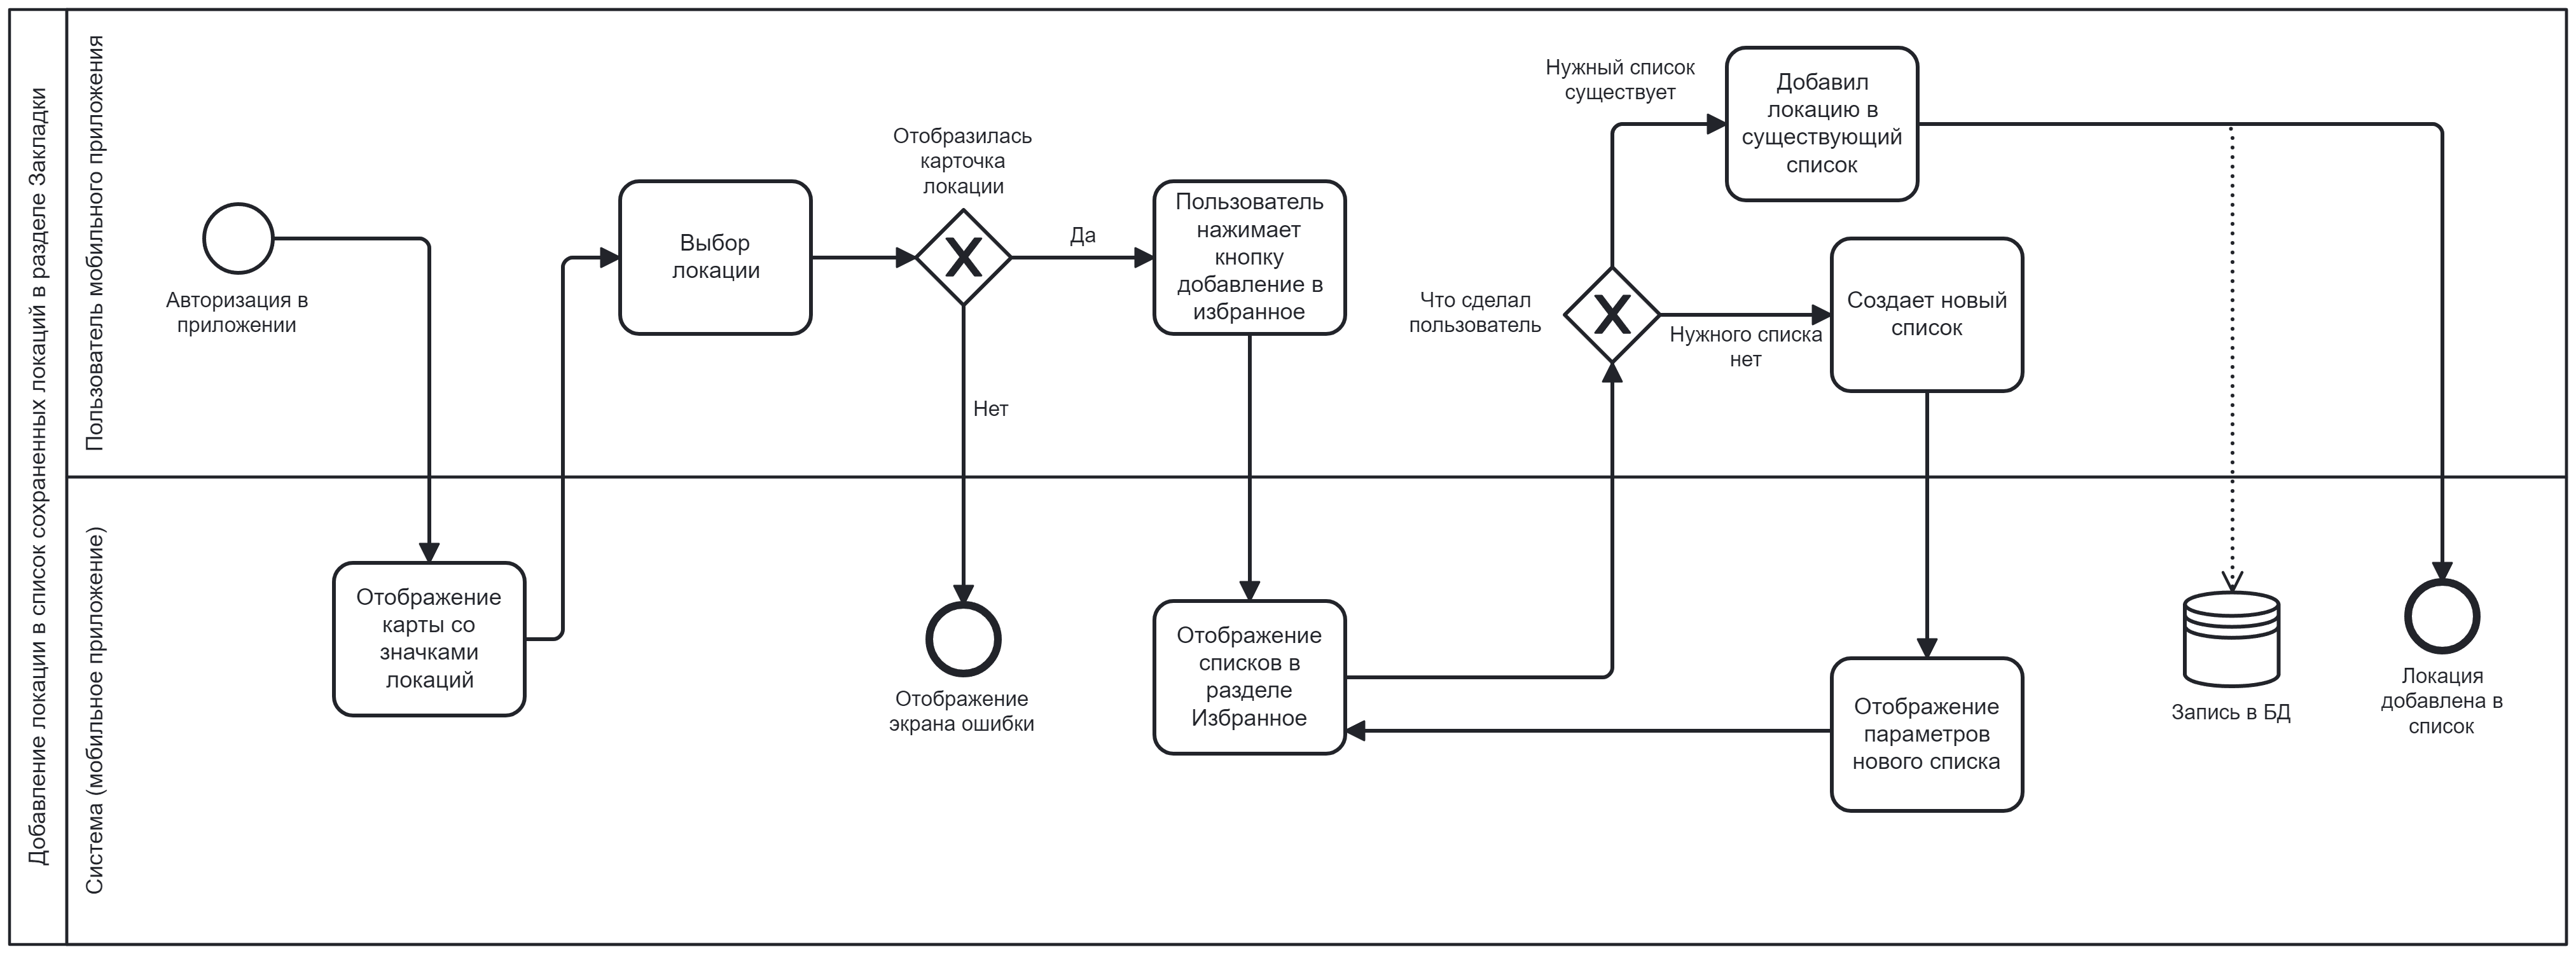 Добавление локации в список сохраненных локаций в разделе Закладки
Пользователь мобильного приложения
Авторизация в
приложении
Выбор
локации
Отобразилась
карточка
локации
Да
Нет
Пользователь
нажимает
кнопку
добавление в
избранное
Что сделал
пользователь
Нужный список
существует
Добавил
локацию в
существующий
список
Нужного списка
нет
Создает новый
список
Система (мобильное приложение)
Отображение
карты со
значками
локаций
Отображение
экрана ошибки
Отображение
списков в
разделе
Избранное
Отображение
параметров
нового списка
Запись в БД
Локация
добавлена в
список